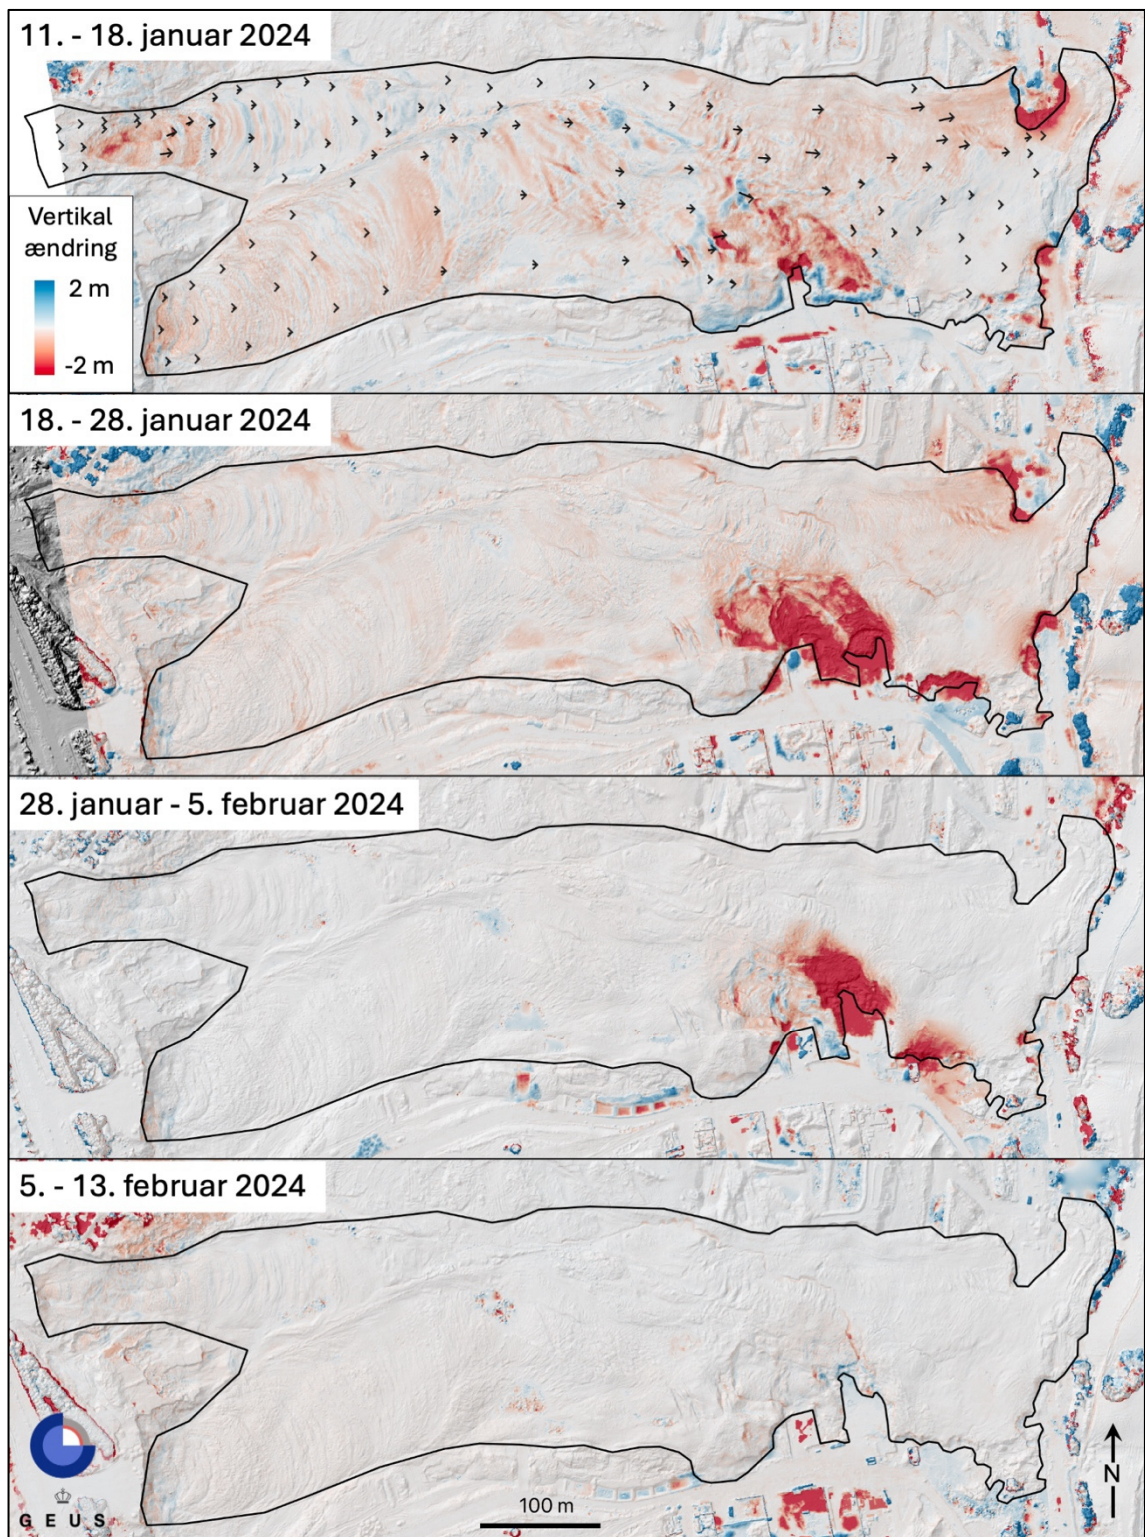 11. - 18. januar 2024
Vertikal
ændring
2 m
-2 m
18. - 28. januar 2024
28. januar - 5. februar 2024
5. - 13. februar 2024
GEUS
100 m
N